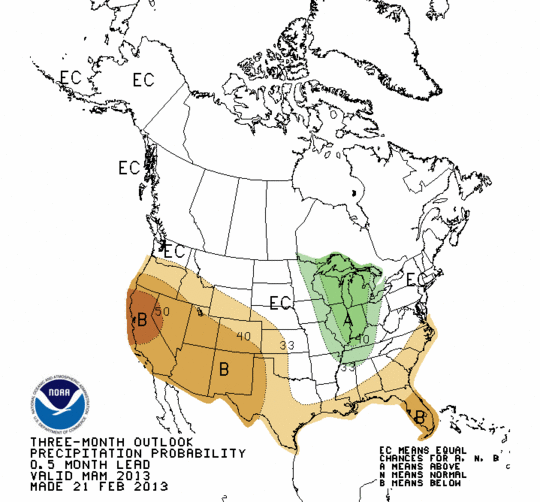 EC
EC
EC
EC
EC
EC
B
50
40
33
A
40
33
B
B
NOAA
THREE-MONTH OUTLOOK
PRECIPITATION PROBABILITY
0.5 MONTH LEAD
VALID MAM 2013
MADE 21 FEB 2013
EC MEANS EQUAL
CHANCES FOR A, N, B
A MEANS ABOVE
N MEANS NORMAL
B MEANS BELOW